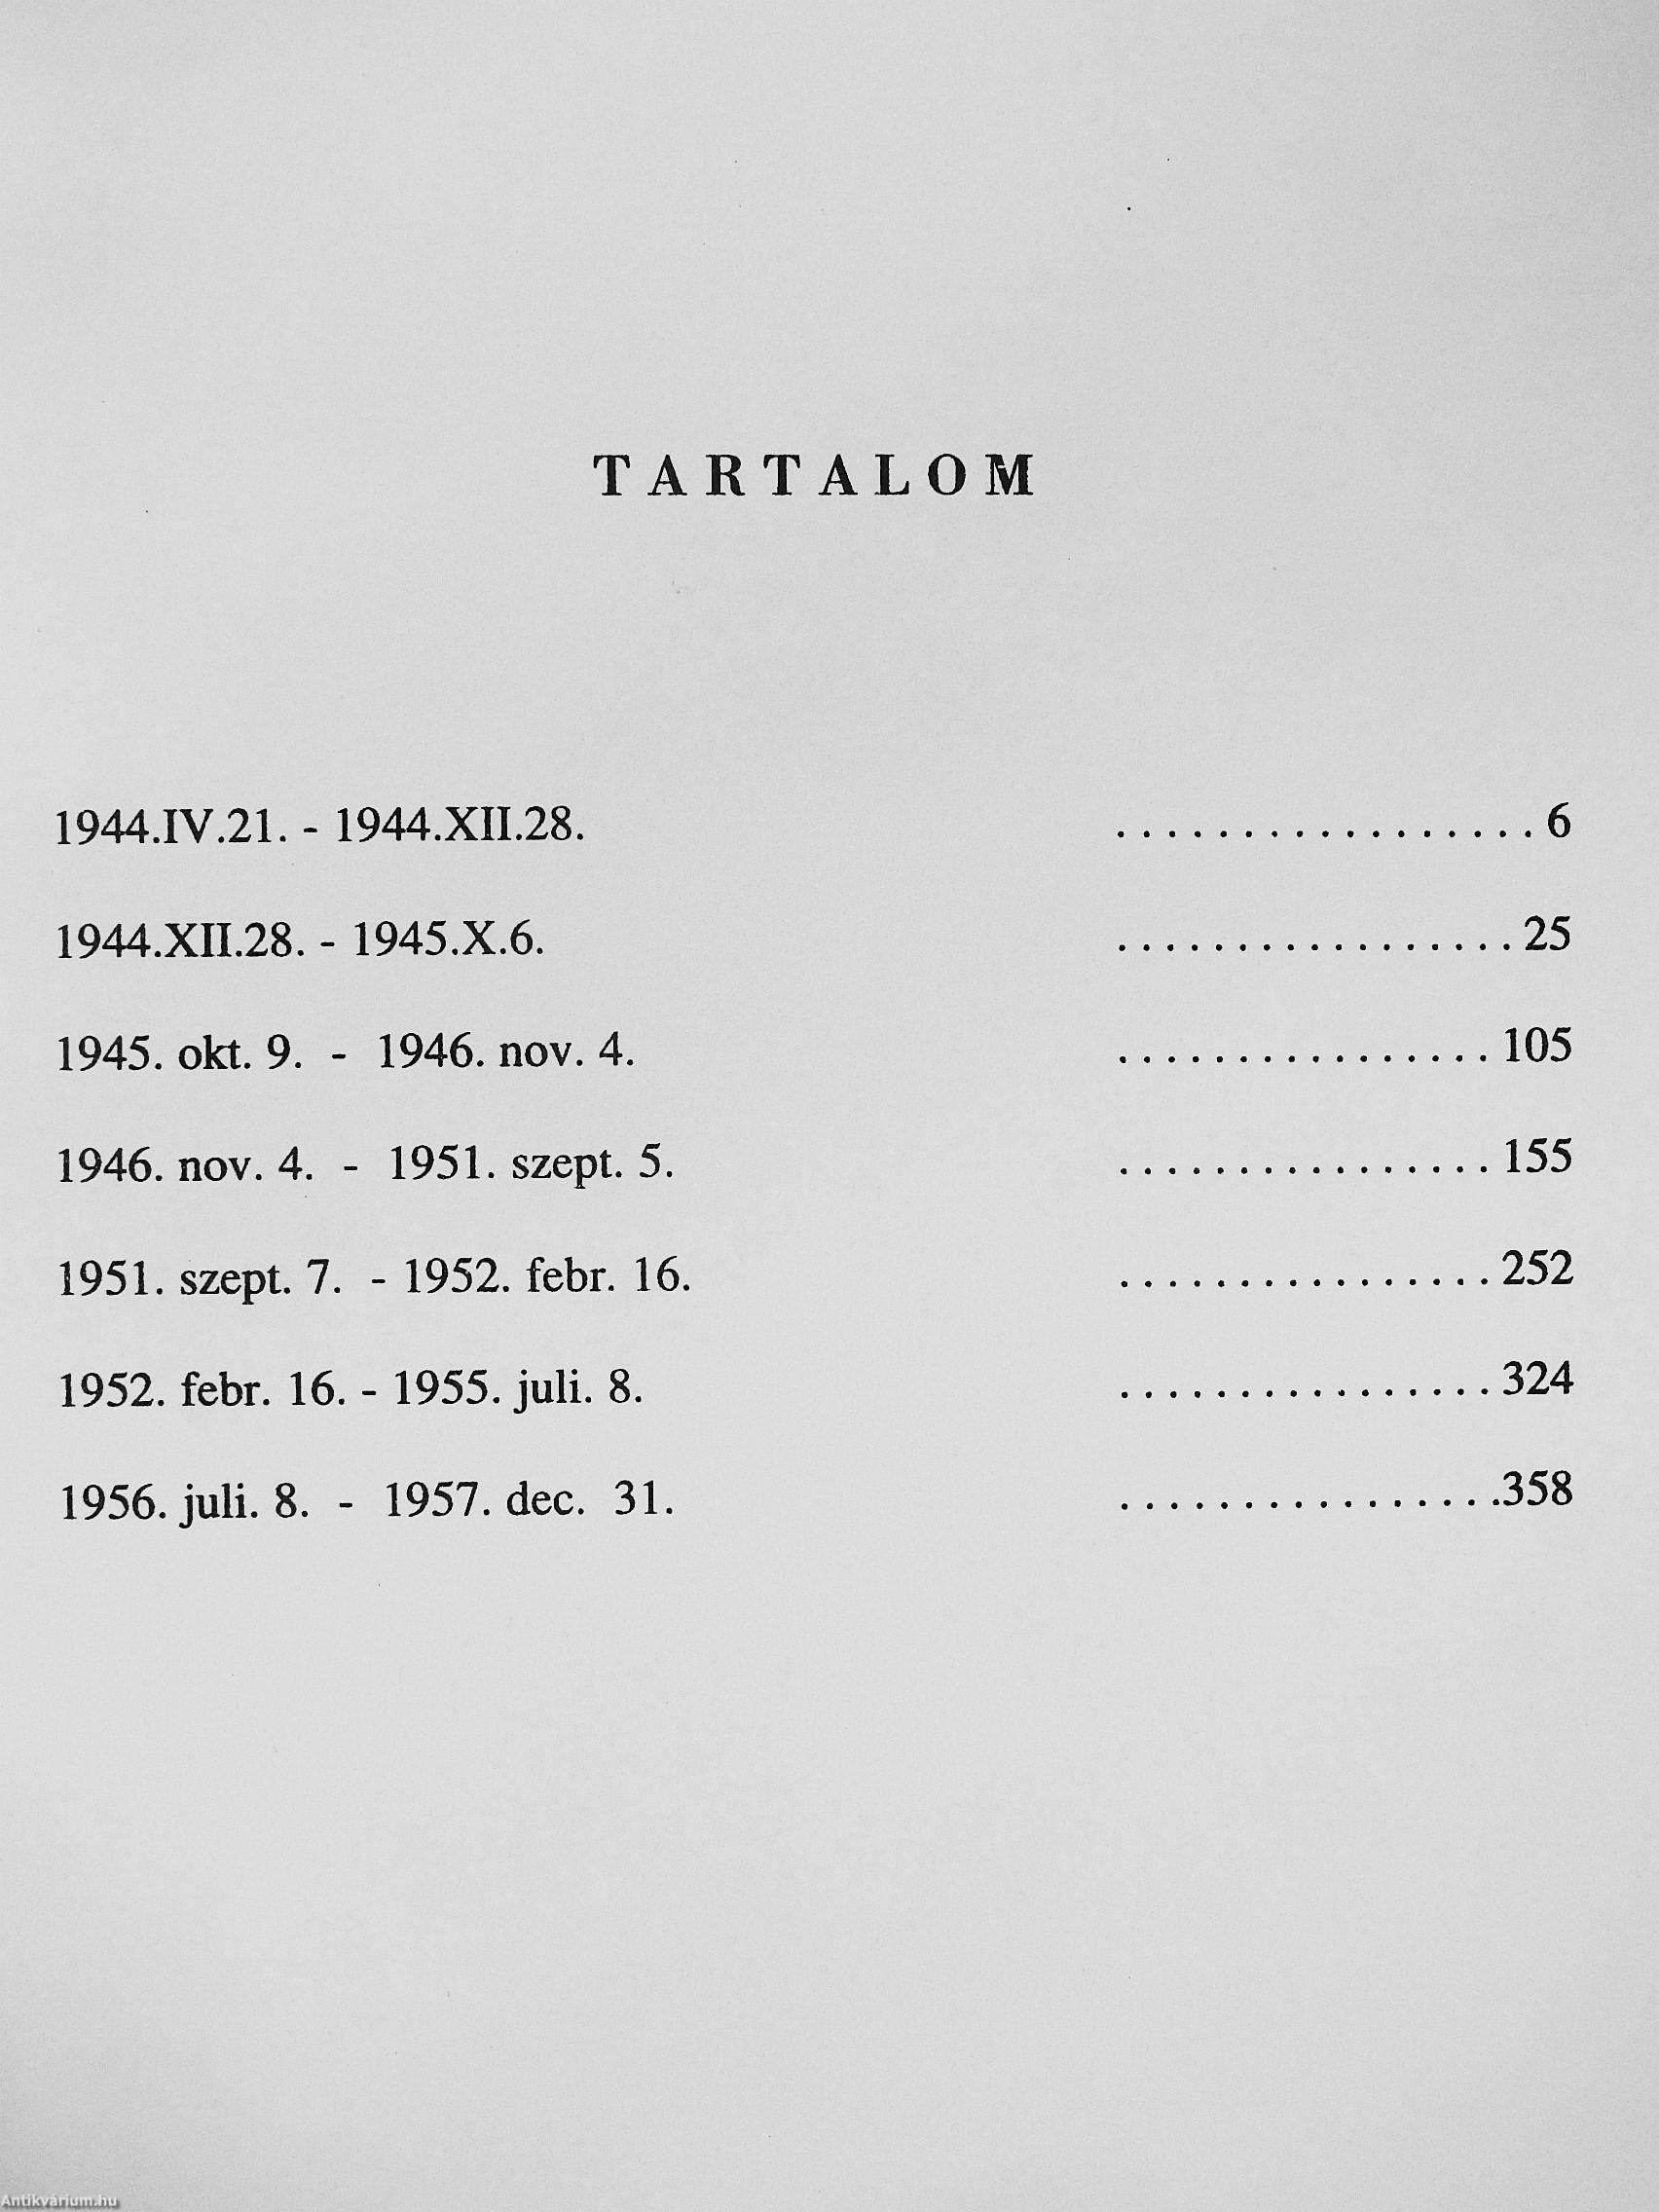 TARTALOM
1944.IV.21. - 1944.XII.28. ................. 6
1944.XII.28. - 1945.X.6. ................. 25
1945. okt. 9. - 1946. nov. 4. ................ 105
1946. nov. 4. - 1951. szept. 5. ................ 155
1951. szept. 7. - 1952. febr. 16. ................ 252
1952. febr. 16. - 1955. juli. 8. ................ 324
1956. juli. 8. - 1957. dec. 31. ................358
Antikvárium.hu